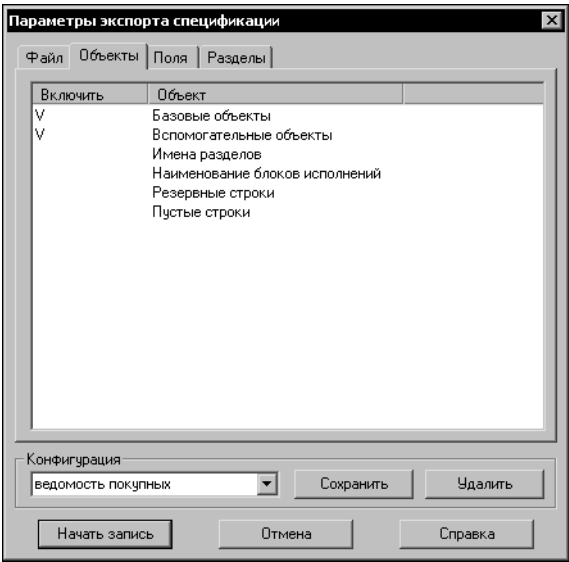 Параметры экспорта спецификации
Файл Объекты Поля Разделы
Включить Объект
V Базовые объекты
V Вспомогательные объекты
Имена разделов
Наименование блоков исполнений
Резервные строки
Пустые строки
Конфигурация
ведомость покупных Сохранить Удалить
Начать запись Отмена Справка